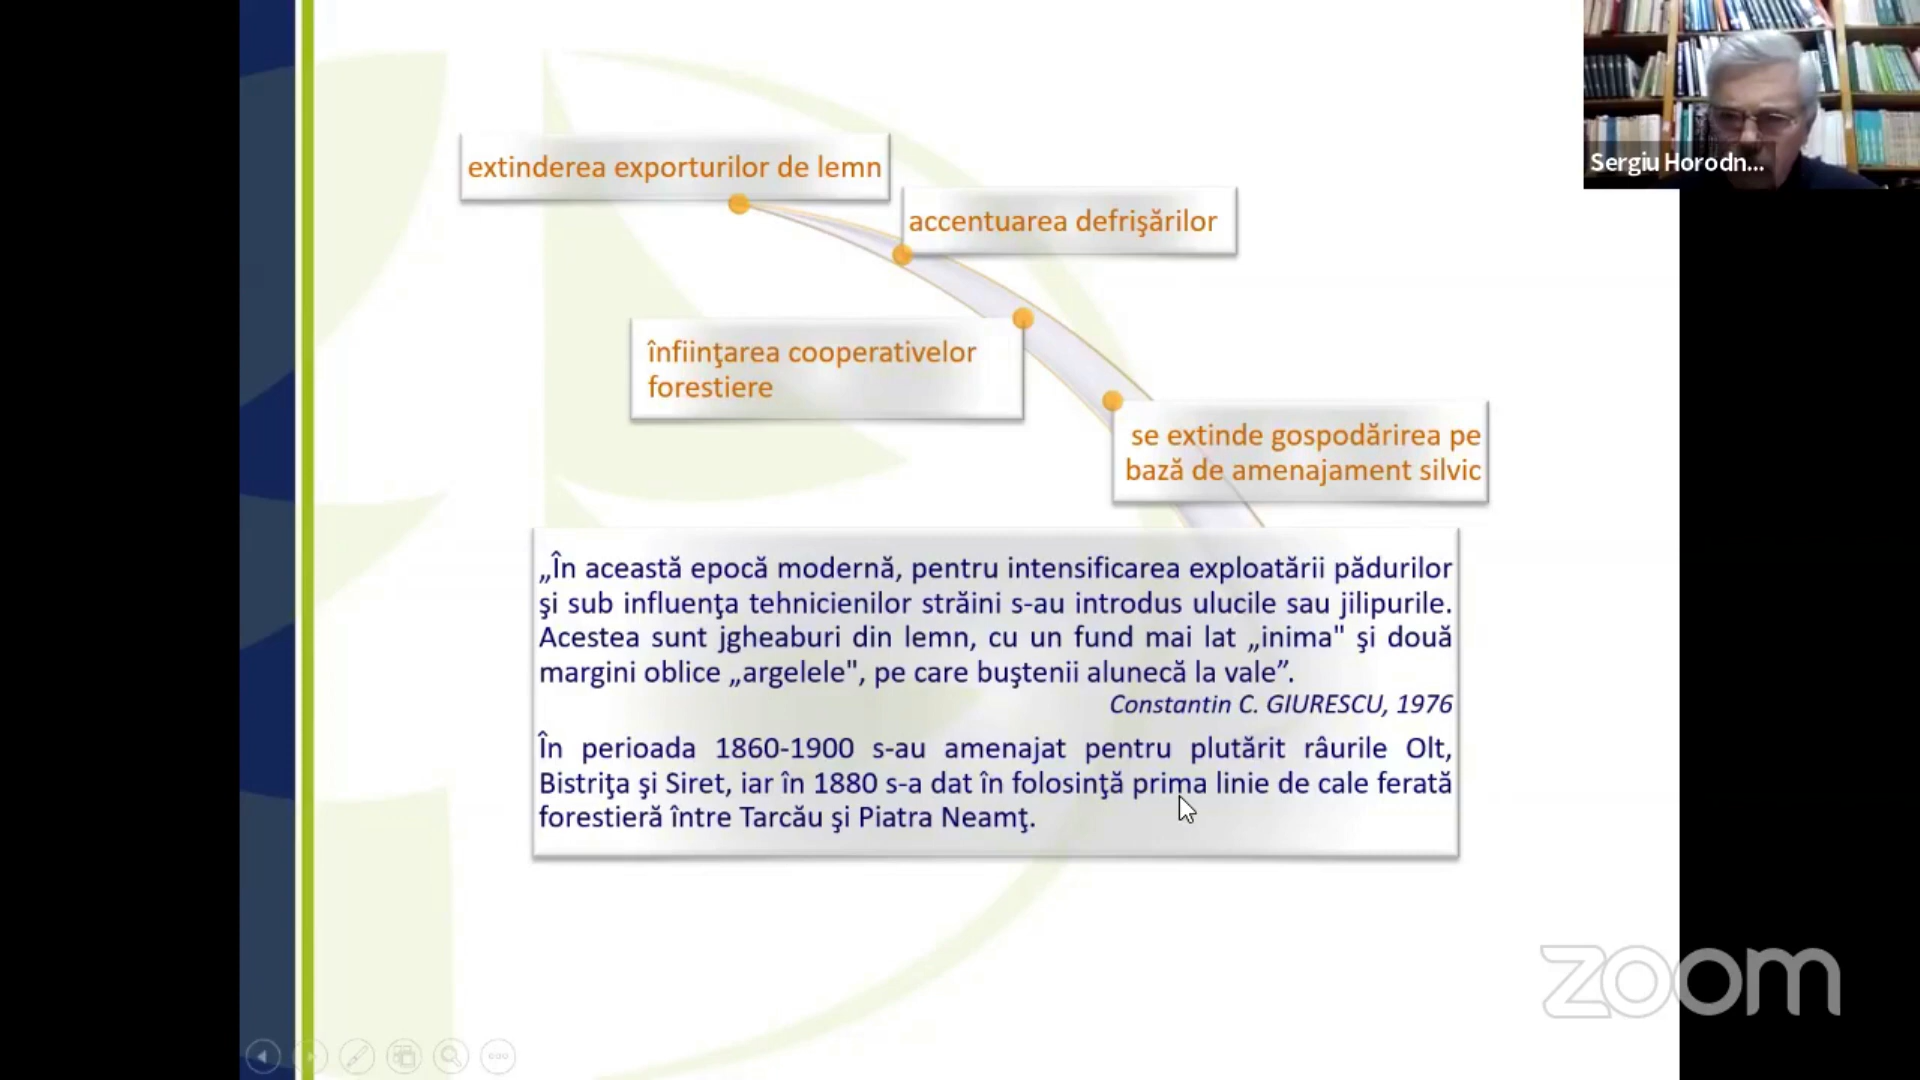 extinderea exporturilor de lemn
accentuarea defrişărilor
înfiinţarea cooperativelor
forestiere
se extinde gospodărirea pe
bază de amenajament silvic
„În această epocă modernă, pentru intensificarea exploatării pădurilor
şi sub influenţa tehnicienilor străini s-au introdus ulucile sau jilipurile.
Acestea sunt jgheaburi din lemn, cu un fund mai lat „inima" şi două
margini oblice „argelele", pe care buştenii alunecă la vale”.
Constantin C. GIURESCU, 1976
În perioada 1860-1900 s-au amenajat pentru plutărit râurile Olt,
Bistriţa şi Siret, iar în 1880 s-a dat în folosinţă prima linie de cale ferată
forestieră între Tarcău şi Piatra Neamţ.
Sergiu Horodn...
zoom